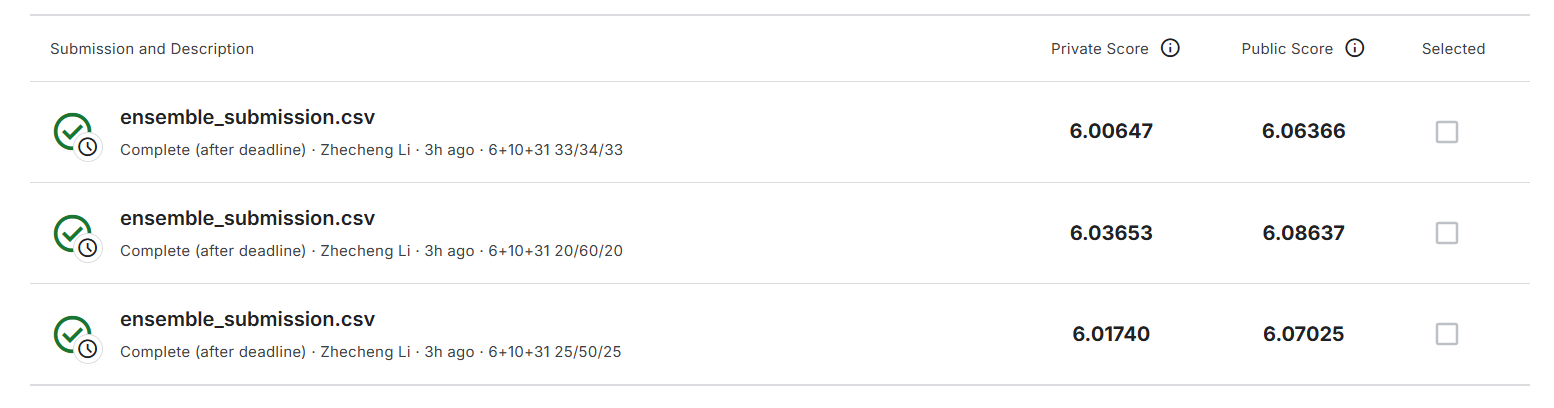 Submission and Description Private Score Public Score Selected
ensemble_submission.csv 6.00647 6.06366
Complete (after deadline) · Zhecheng Li · 3h ago · 6+10+31 33/34/33
ensemble_submission.csv 6.03653 6.08637
Complete (after deadline) · Zhecheng Li · 3h ago · 6+10+31 20/60/20
ensemble_submission.csv 6.01740 6.07025
Complete (after deadline) · Zhecheng Li · 3h ago · 6+10+31 25/50/25